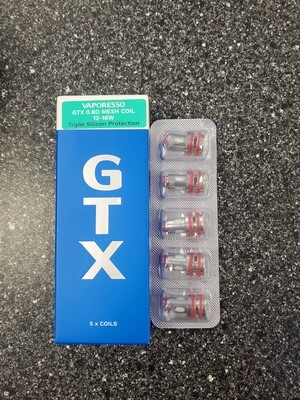 VAPORESSO
GTX 0.8Ω MESH COIL
12-16W
Triple Silicon Protection
GTX
5 x COILS